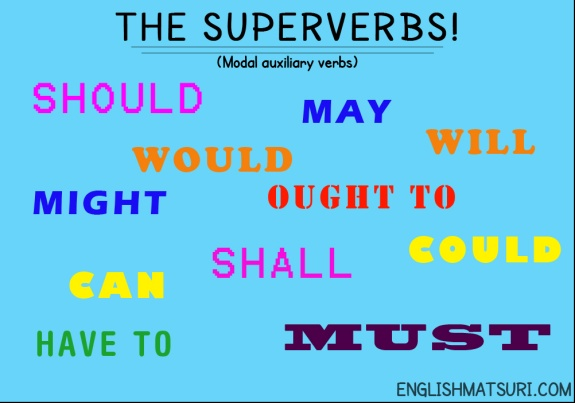 THE SUPERVERBS!
(Modal auxiliary verbs)
SHOULD
MAY
WILL
WOULD
MIGHT
OUGHT TO
COULD
SHALL
CAN
HAVE TO
MUST
ENGLISHMATSURI.COM